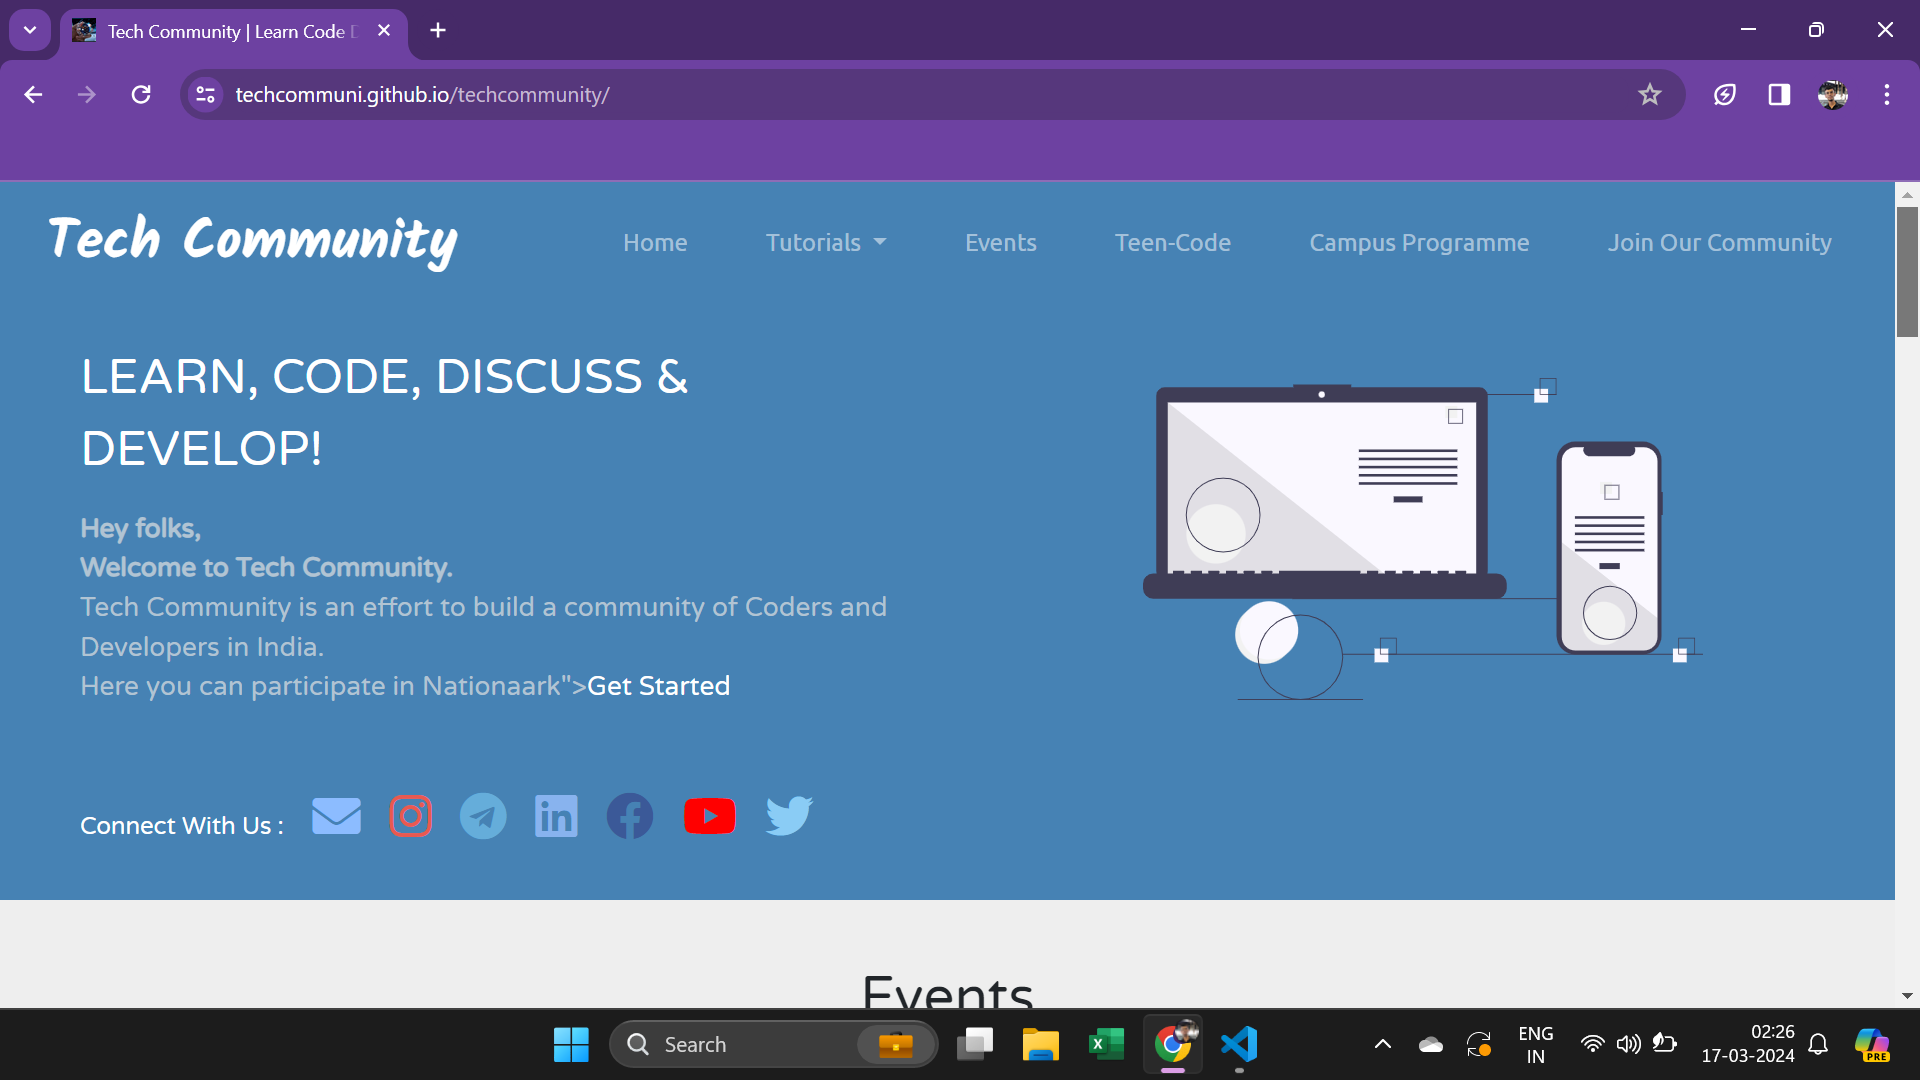 Tech Community | Learn Code D
techcommuni.github.io/techcommunity/
Tech Community
Home
Tutorials
Events
Teen-Code
Campus Programme
Join Our Community
LEARN, CODE, DISCUSS &
DEVELOP!
Hey folks,
Welcome to Tech Community.
Tech Community is an effort to build a community of Coders and
Developers in India.
Here you can participate in Nationaark">Get Started
Connect With Us :
Events
Search
ENG
IN
02:26
17-03-2024
PRE